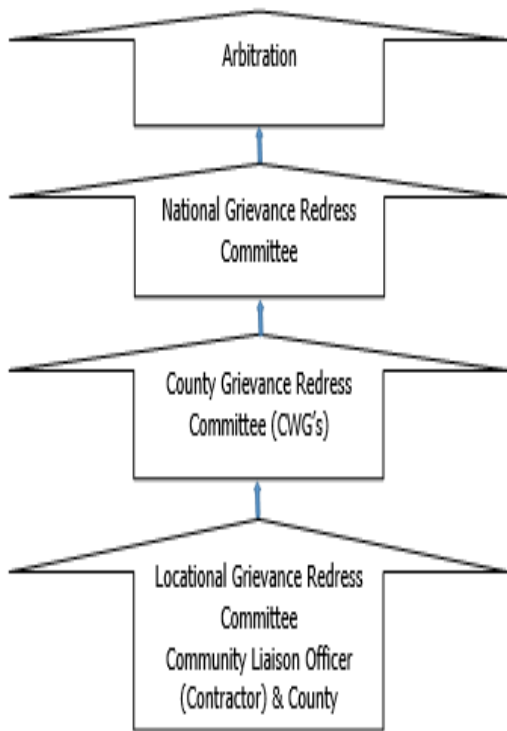 Arbitration
National Grievance Redress
Committee
County Grievance Redress
Committee (CWG's)
Locational Grievance Redress
Committee
Community Liaison Officer
(Contractor) & County